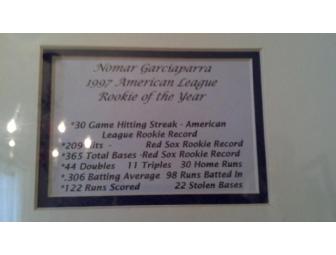 Nomar Garciaparra
1997 American League
Rookie of the Year
*30 Game Hitting Streak - American
League Rookie Record
*209 Hits - Red Sox Rookie Record
*365 Total Bases -Red Sox Rookie Record
*44 Doubles 11 Triples 30 Home Runs
*.306 Batting Average 98 Runs Batted In
*122 Runs Scored 22 Stolen Bases